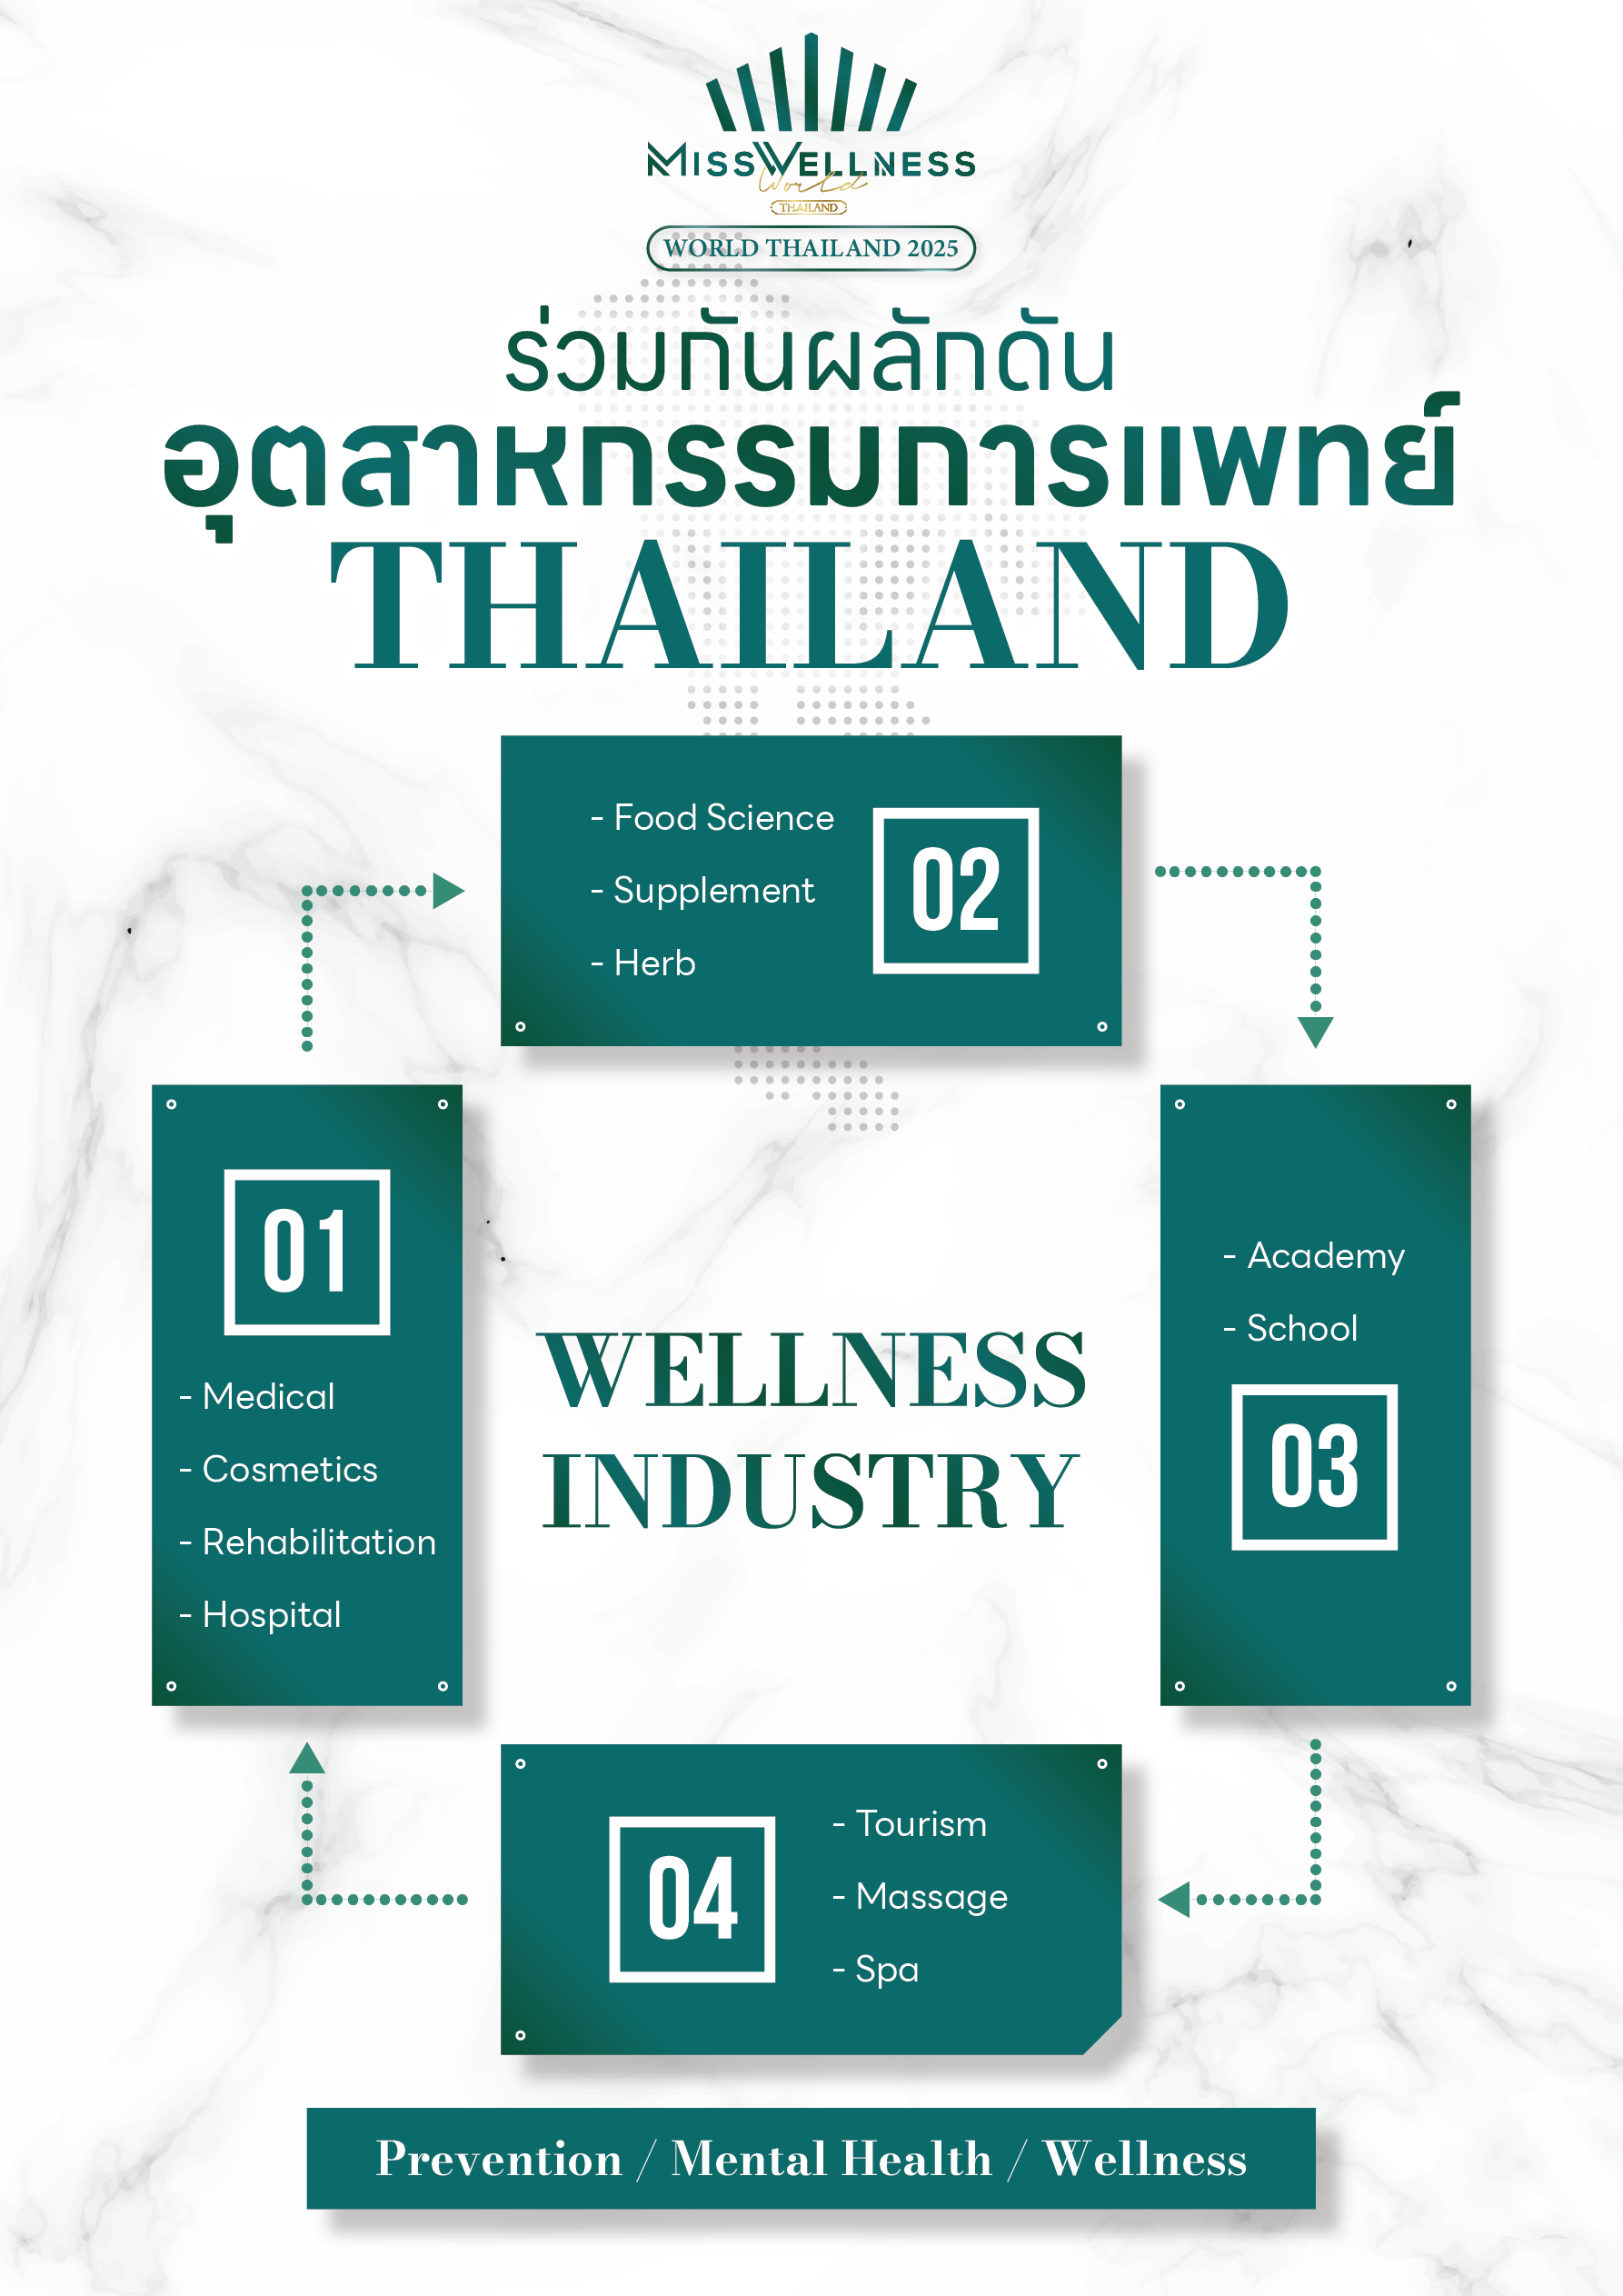 MISSWELLNESS
World
THAILAND
WORLD THAILAND 2025
ร่วมกันผลักดัน
อุตสาหกรรมการแพทย์
THAILAND
- Food Science
- Supplement
- Herb
02
01
- Medical
- Cosmetics
- Rehabilitation
- Hospital
WELLNESS
INDUSTRY
- Academy
- School
03
04
- Tourism
- Massage
- Spa
Prevention / Mental Health / Wellness